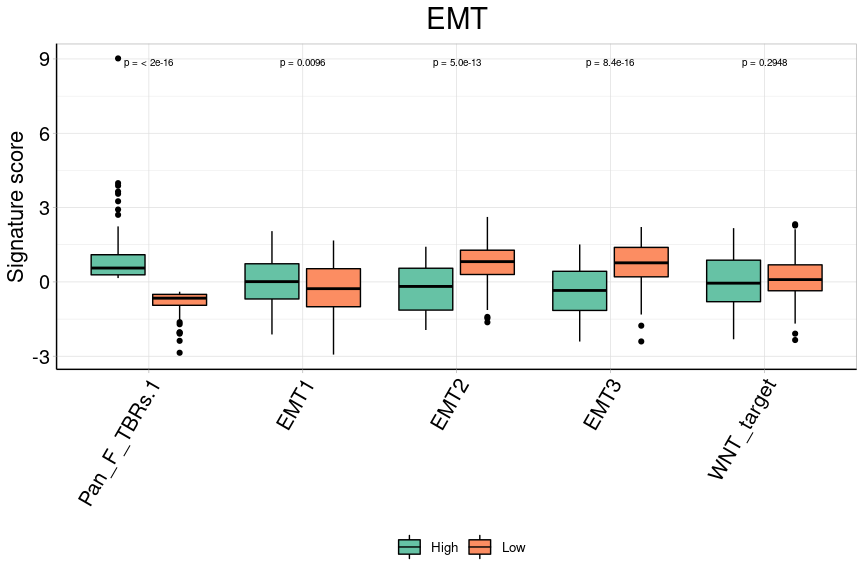 EMT
Signature score
9
6
3
0
-3
p = < 2e-16
p = 0.0096
p = 5.0e-13
p = 8.4e-16
p = 0.2948
Pan_F_TBRs.1
EMT1
EMT2
EMT3
WNT_target
High
Low